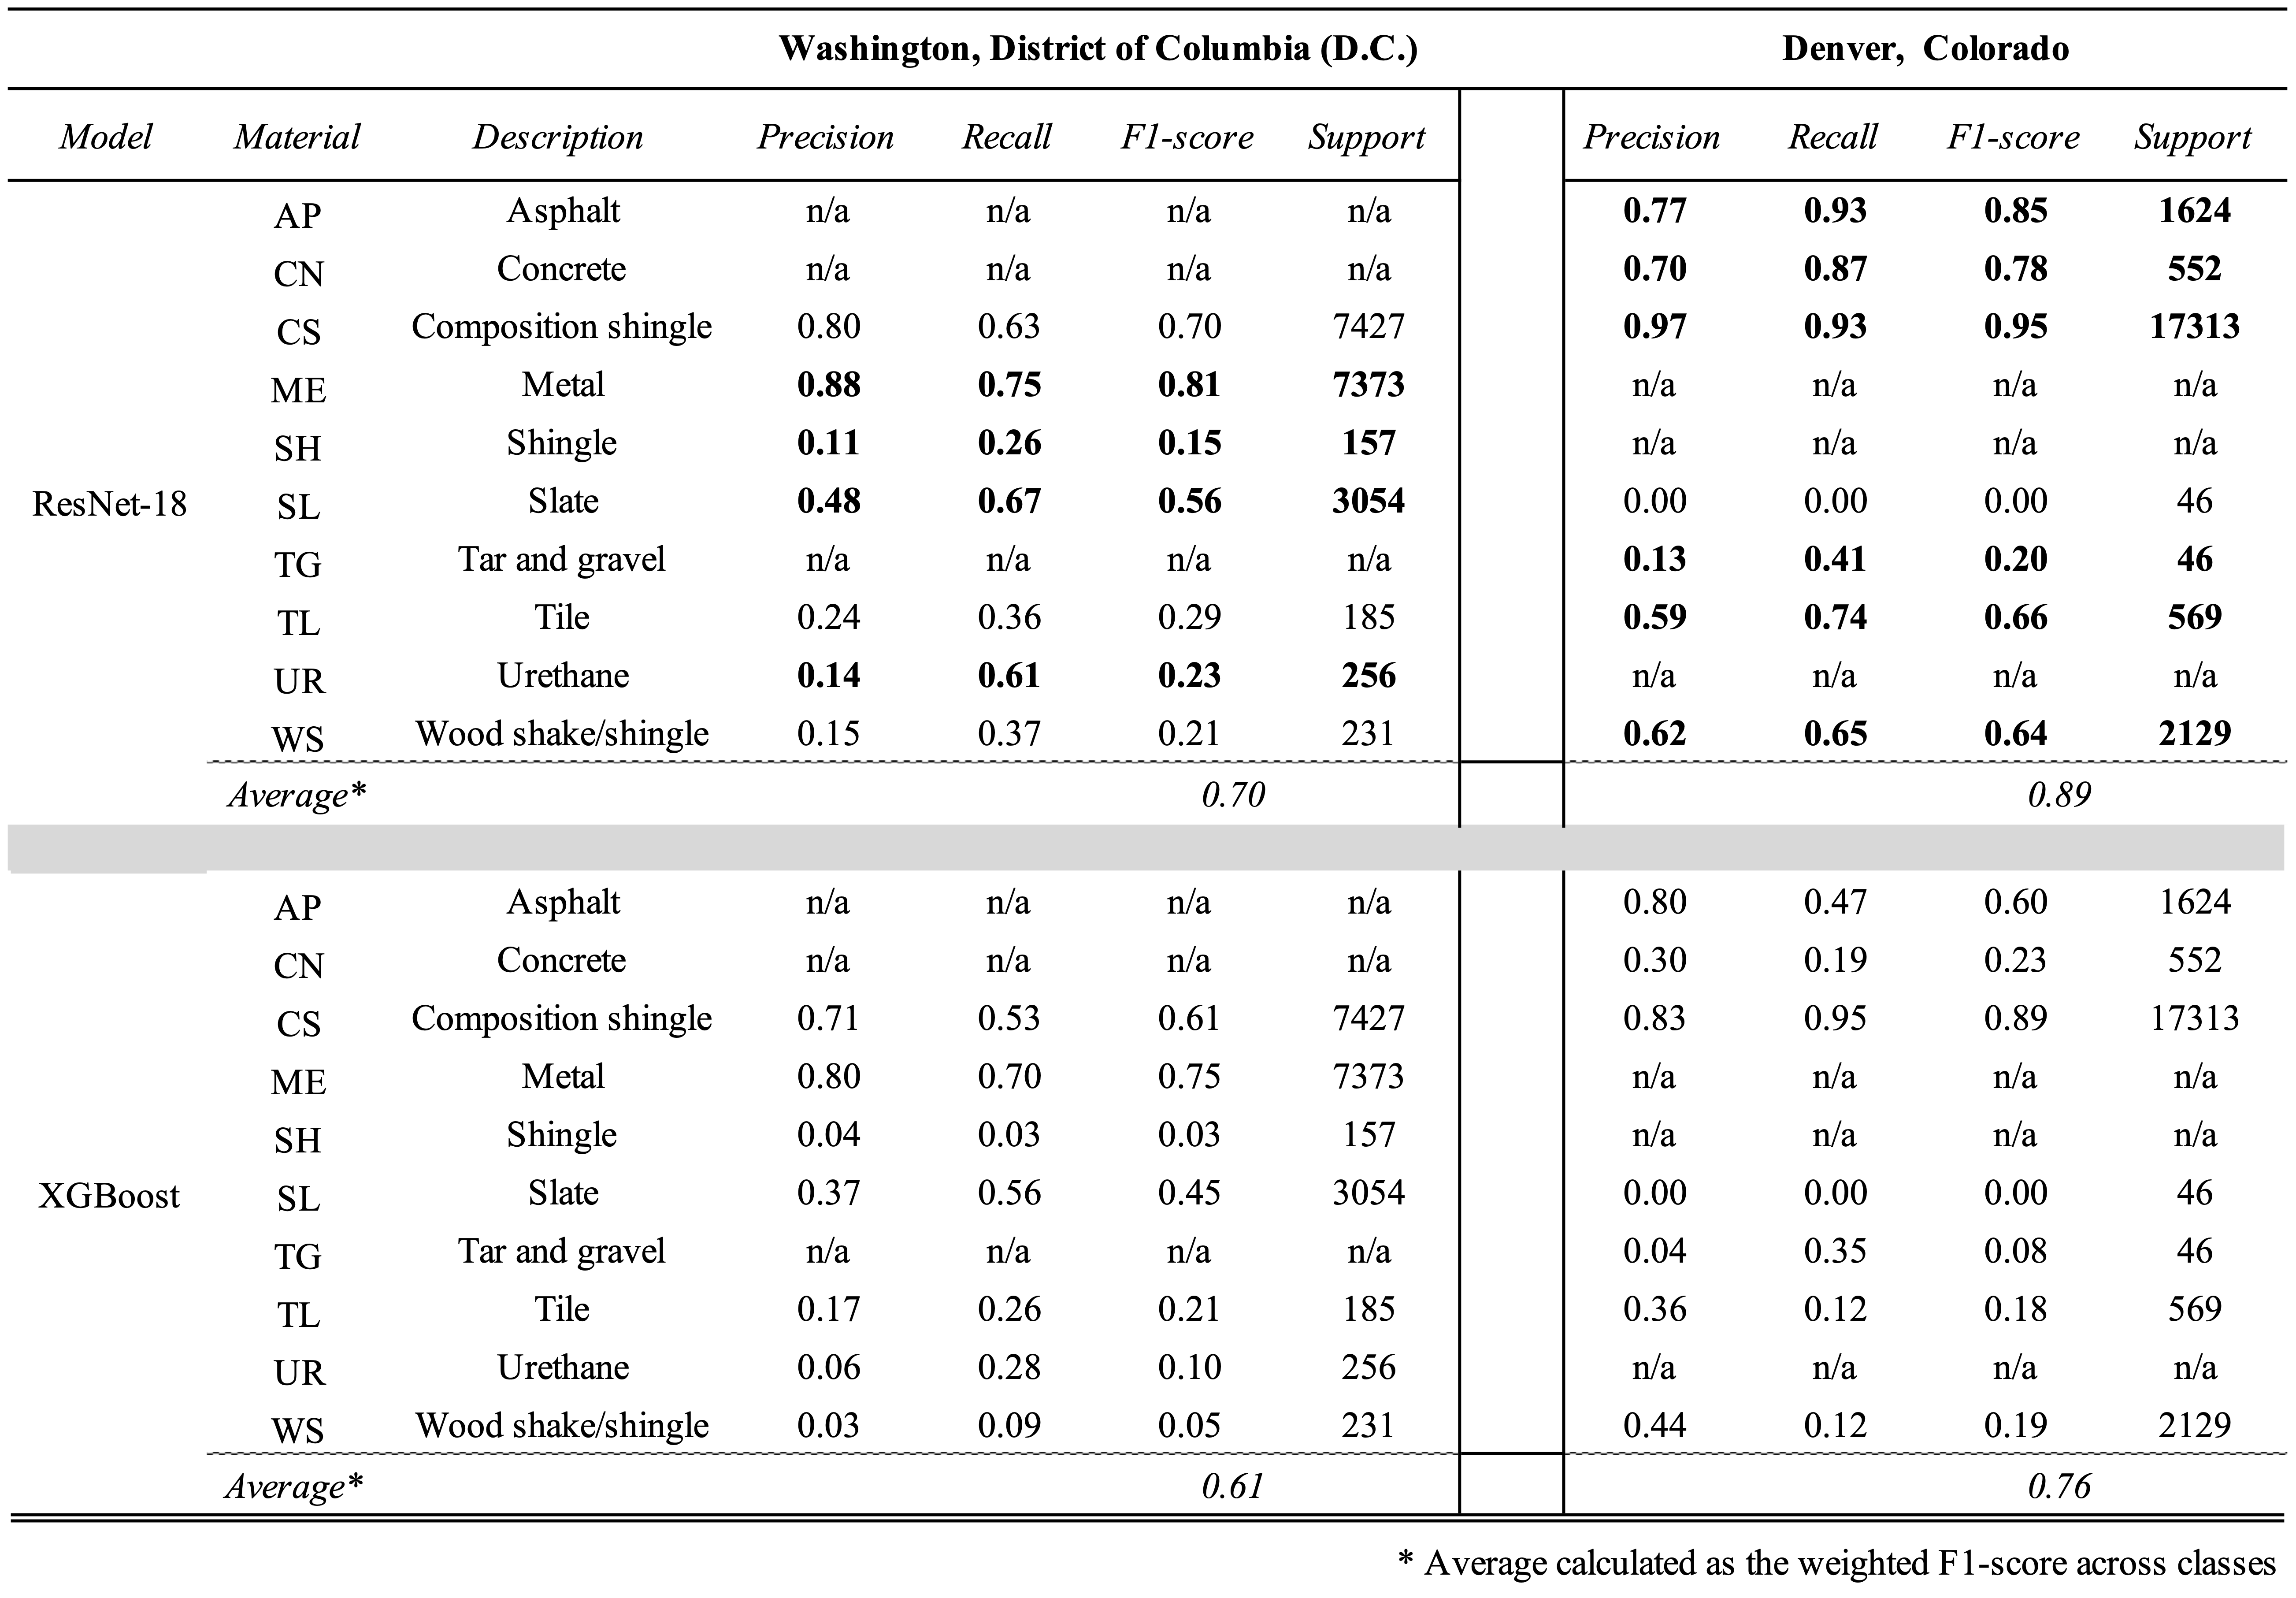 Washington, District of Columbia (D.C.) Denver, Colorado
Model Material Description Precision Recall F1-score Support Precision Recall F1-score Support
AP Asphalt n/a n/a n/a n/a 0.77 0.93 0.85 1624
CN Concrete n/a n/a n/a n/a 0.70 0.87 0.78 552
CS Composition shingle 0.80 0.63 0.70 7427 0.97 0.93 0.95 17313
ME Metal 0.88 0.75 0.81 7373 n/a n/a n/a n/a
SH Shingle 0.11 0.26 0.15 157 n/a n/a n/a n/a
ResNet-18 SL Slate 0.48 0.67 0.56 3054 0.00 0.00 0.00 46
TG Tar and gravel n/a n/a n/a n/a 0.13 0.41 0.20 46
TL Tile 0.24 0.36 0.29 185 0.59 0.74 0.66 569
UR Urethane 0.14 0.61 0.23 256 n/a n/a n/a n/a
WS Wood shake/shingle 0.15 0.37 0.21 231 0.62 0.65 0.64 2129
Average* 0.70 0.89
AP Asphalt n/a n/a n/a n/a 0.80 0.47 0.60 1624
CN Concrete n/a n/a n/a n/a 0.30 0.19 0.23 552
CS Composition shingle 0.71 0.53 0.61 7427 0.83 0.95 0.89 17313
ME Metal 0.80 0.70 0.75 7373 n/a n/a n/a n/a
SH Shingle 0.04 0.03 0.03 157 n/a n/a n/a n/a
XGBoost SL Slate 0.37 0.56 0.45 3054 0.00 0.00 0.00 46
TG Tar and gravel n/a n/a n/a n/a 0.04 0.35 0.08 46
TL Tile 0.17 0.26 0.21 185 0.36 0.12 0.18 569
UR Urethane 0.06 0.28 0.10 256 n/a n/a n/a n/a
WS Wood shake/shingle 0.03 0.09 0.05 231 0.44 0.12 0.19 2129
Average* 0.61 0.76
* Average calculated as the weighted F1-score across classes